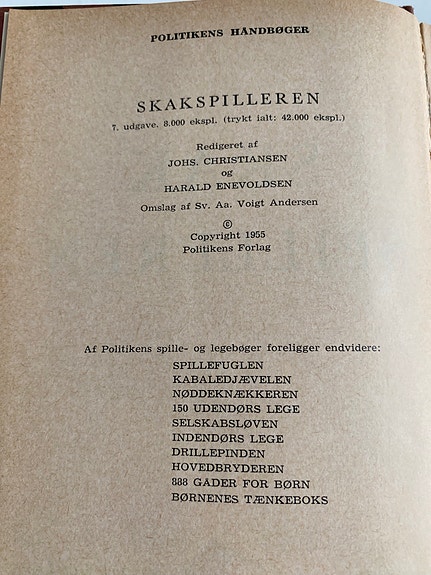 POLITIKENS HÅNDBØGER
SKAKSPILLEREN
7. udgave. 8.000 ekspl. (trykt ialt: 42.000 ekspl.)
Redigeret af
JOHS. CHRISTIANSEN
og
HARALD ENEVOLDSEN
Omslag af Sv. Aa. Voigt Andersen
©
Copyright 1955
Politikens Forlag
Af Politikens spille- og legebøger foreligger endvidere:
SPILLEFUGLEN
KABALEDJÆVELEN
NØDDEKNÆKKEREN
150 UDENDØRS LEGE
SELSKABSLØVEN
INDENDØRS LEGE
DRILLEPINDEN
HOVEDBRYDEREN
888 GÅDER FOR BØRN
BØRNENES TÆNKEBOKS